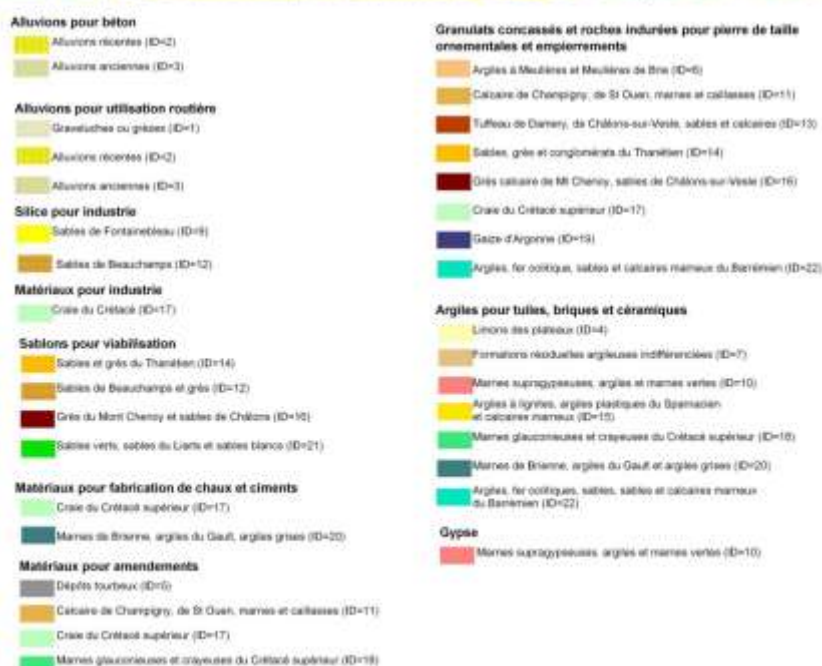 Alluvions pour béton
Alluvions récentes (ID=2)
Alluvions anciennes (ID=3)
Alluvions pour utilisation routière
Graveluches ou grèzes (ID=1)
Alluvions récentes (ID=2)
Alluvions anciennes (ID=3)
Silice pour industrie
Sables de Fontainebleau (ID=9)
Sables de Beauchamps (ID=12)
Matériaux pour industrie
Craie du Crétacé (ID=17)
Sablons pour viabilisation
Sables et grès du Thanétien (ID=14)
Sables de Beauchamps et grès (ID=12)
Grès du Mont Chenoy et sables de Châlons (ID=16)
Sables verts, sables du Liarts et sables blancs (ID=21)
Matériaux pour fabrication de chaux et ciments
Craie du Crétacé supérieur (ID=17)
Marnes de Brienne, argiles du Gault, argiles grises (ID=20)
Matériaux pour amendements
Dépôts tourbeux (ID=5)
Calcaire de Champigny, de St Ouen, marnes et caillasses (ID=11)
Craie du Crétacé supérieur (ID=17)
Marnes glauconieuses et crayeuses du Crétacé supérieur (ID=18)
Granulats concassés et roches indurées pour pierre de taille
ornementales et empierrements
Argiles à Meulières et Meulières de Brie (ID=6)
Calcaire de Champigny, de St Ouen, marnes et caillasses (ID=11)
Tuffeau de Damery, de Châlons-sur-Vesle, sables et calcaires (ID=13)
Sables, grès et conglomérats du Thanétien (ID=14)
Grès calcaire de Mt Chenoy, sables de Châlons-sur-Vesle (ID=16)
Craie du Crétacé supérieur (ID=17)
Gaize d'Argonne (ID=19)
Argiles, fer oolitique, sables et calcaires marneux du Barrémien (ID=22)
Argiles pour tuiles, briques et céramiques
Limons des plateaux (ID=4)
Formations résiduelles argileuses indifférenciées (ID=7)
Marnes supragypseuses, argiles et marnes vertes (ID=10)
Argiles à lignites, argiles plastiques du Sparnacien
et calcaires marneux (ID=15)
Marnes glauconieuses et crayeuses du Crétacé supérieur (ID=18)
Marnes de Brienne, argiles du Gault et argiles grises (ID=20)
Argiles, fer oolitiques, sables, sables et calcaires marneux
du Barrémien (ID=22)
Gypse
Marnes supragypseuses, argiles et marnes vertes (ID=10)